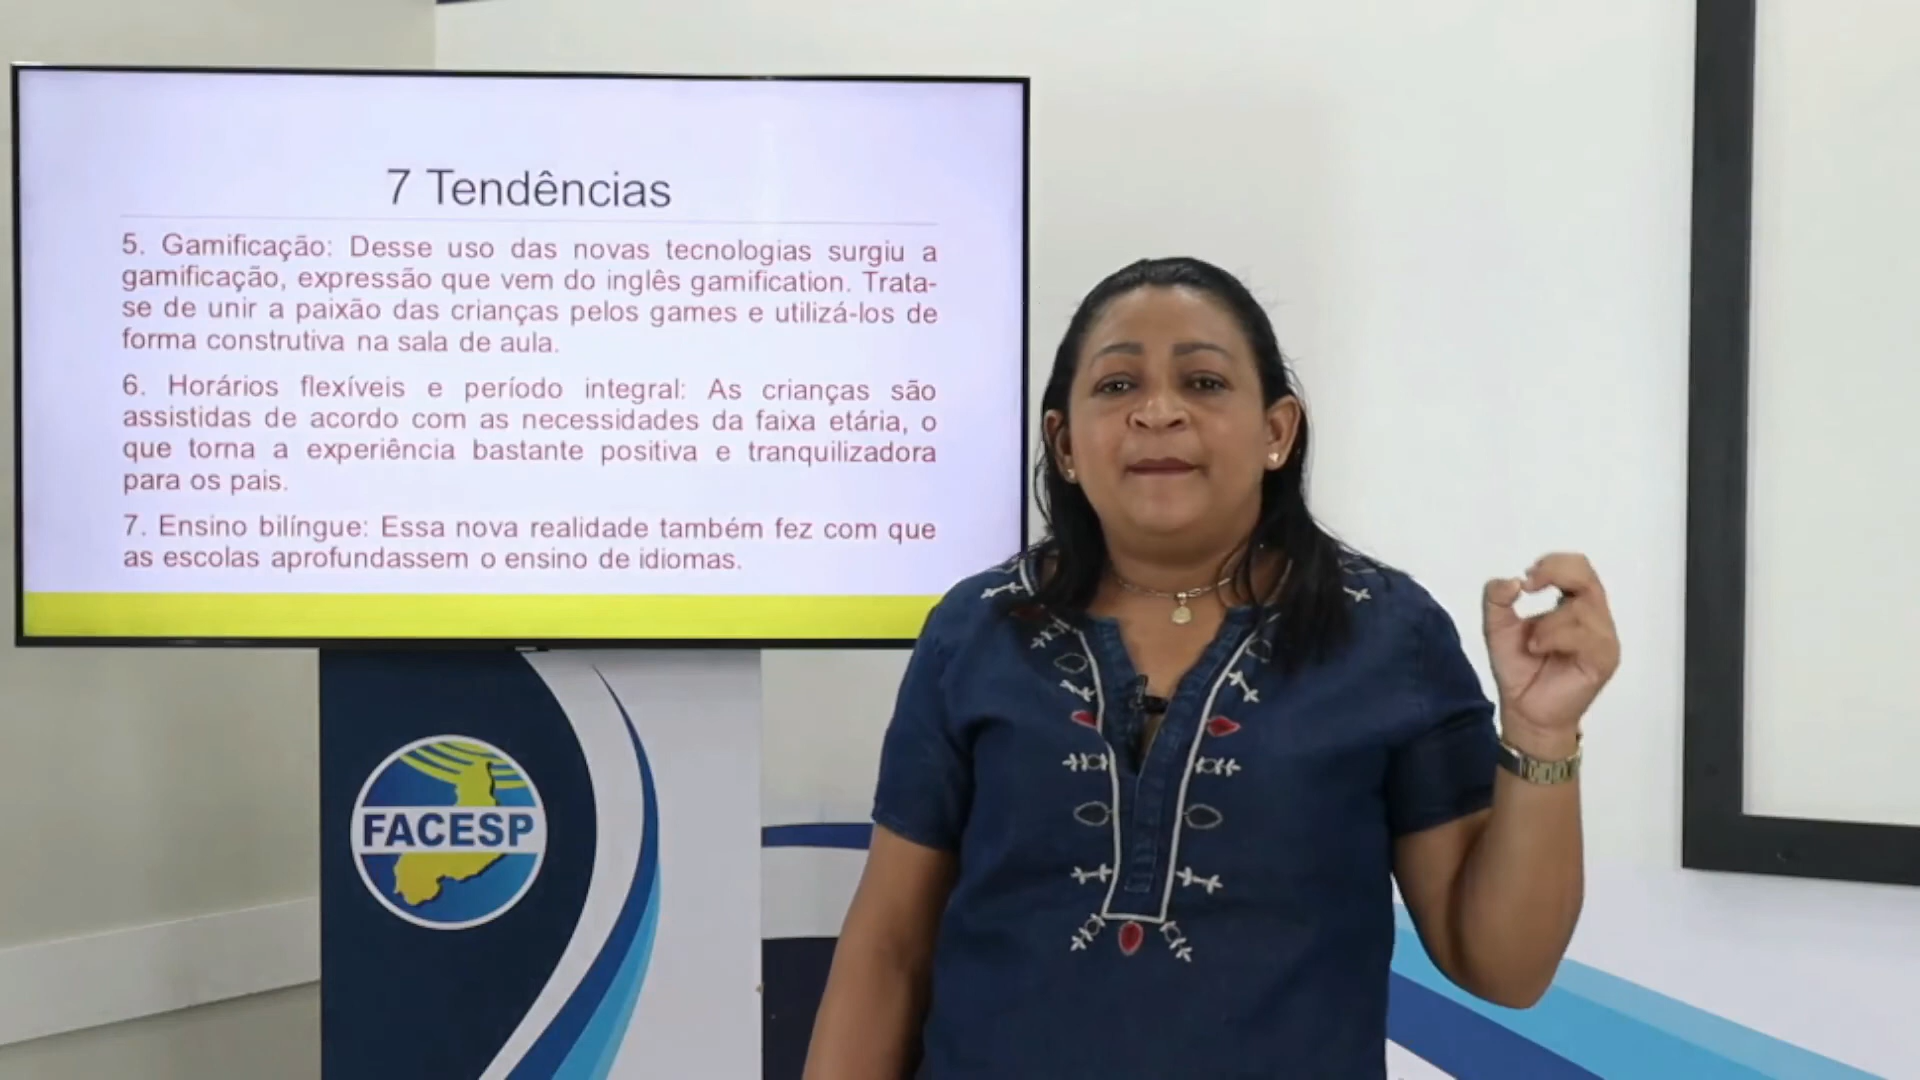 7 Tendências
5. Gamificação: Desse uso das novas tecnologias surgiu a
gamificação, expressão que vem do inglês gamification. Trata-
se de unir a paixão das crianças pelos games e utilizá-los de
forma construtiva na sala de aula.
6. Horários flexíveis e período integral: As crianças são
assistidas de acordo com as necessidades da faixa etária, o
que torna a experiência bastante positiva e tranquilizadora
para os pais.
7. Ensino bilíngue: Essa nova realidade também fez com que
as escolas aprofundassem o ensino de idiomas.
FACESP